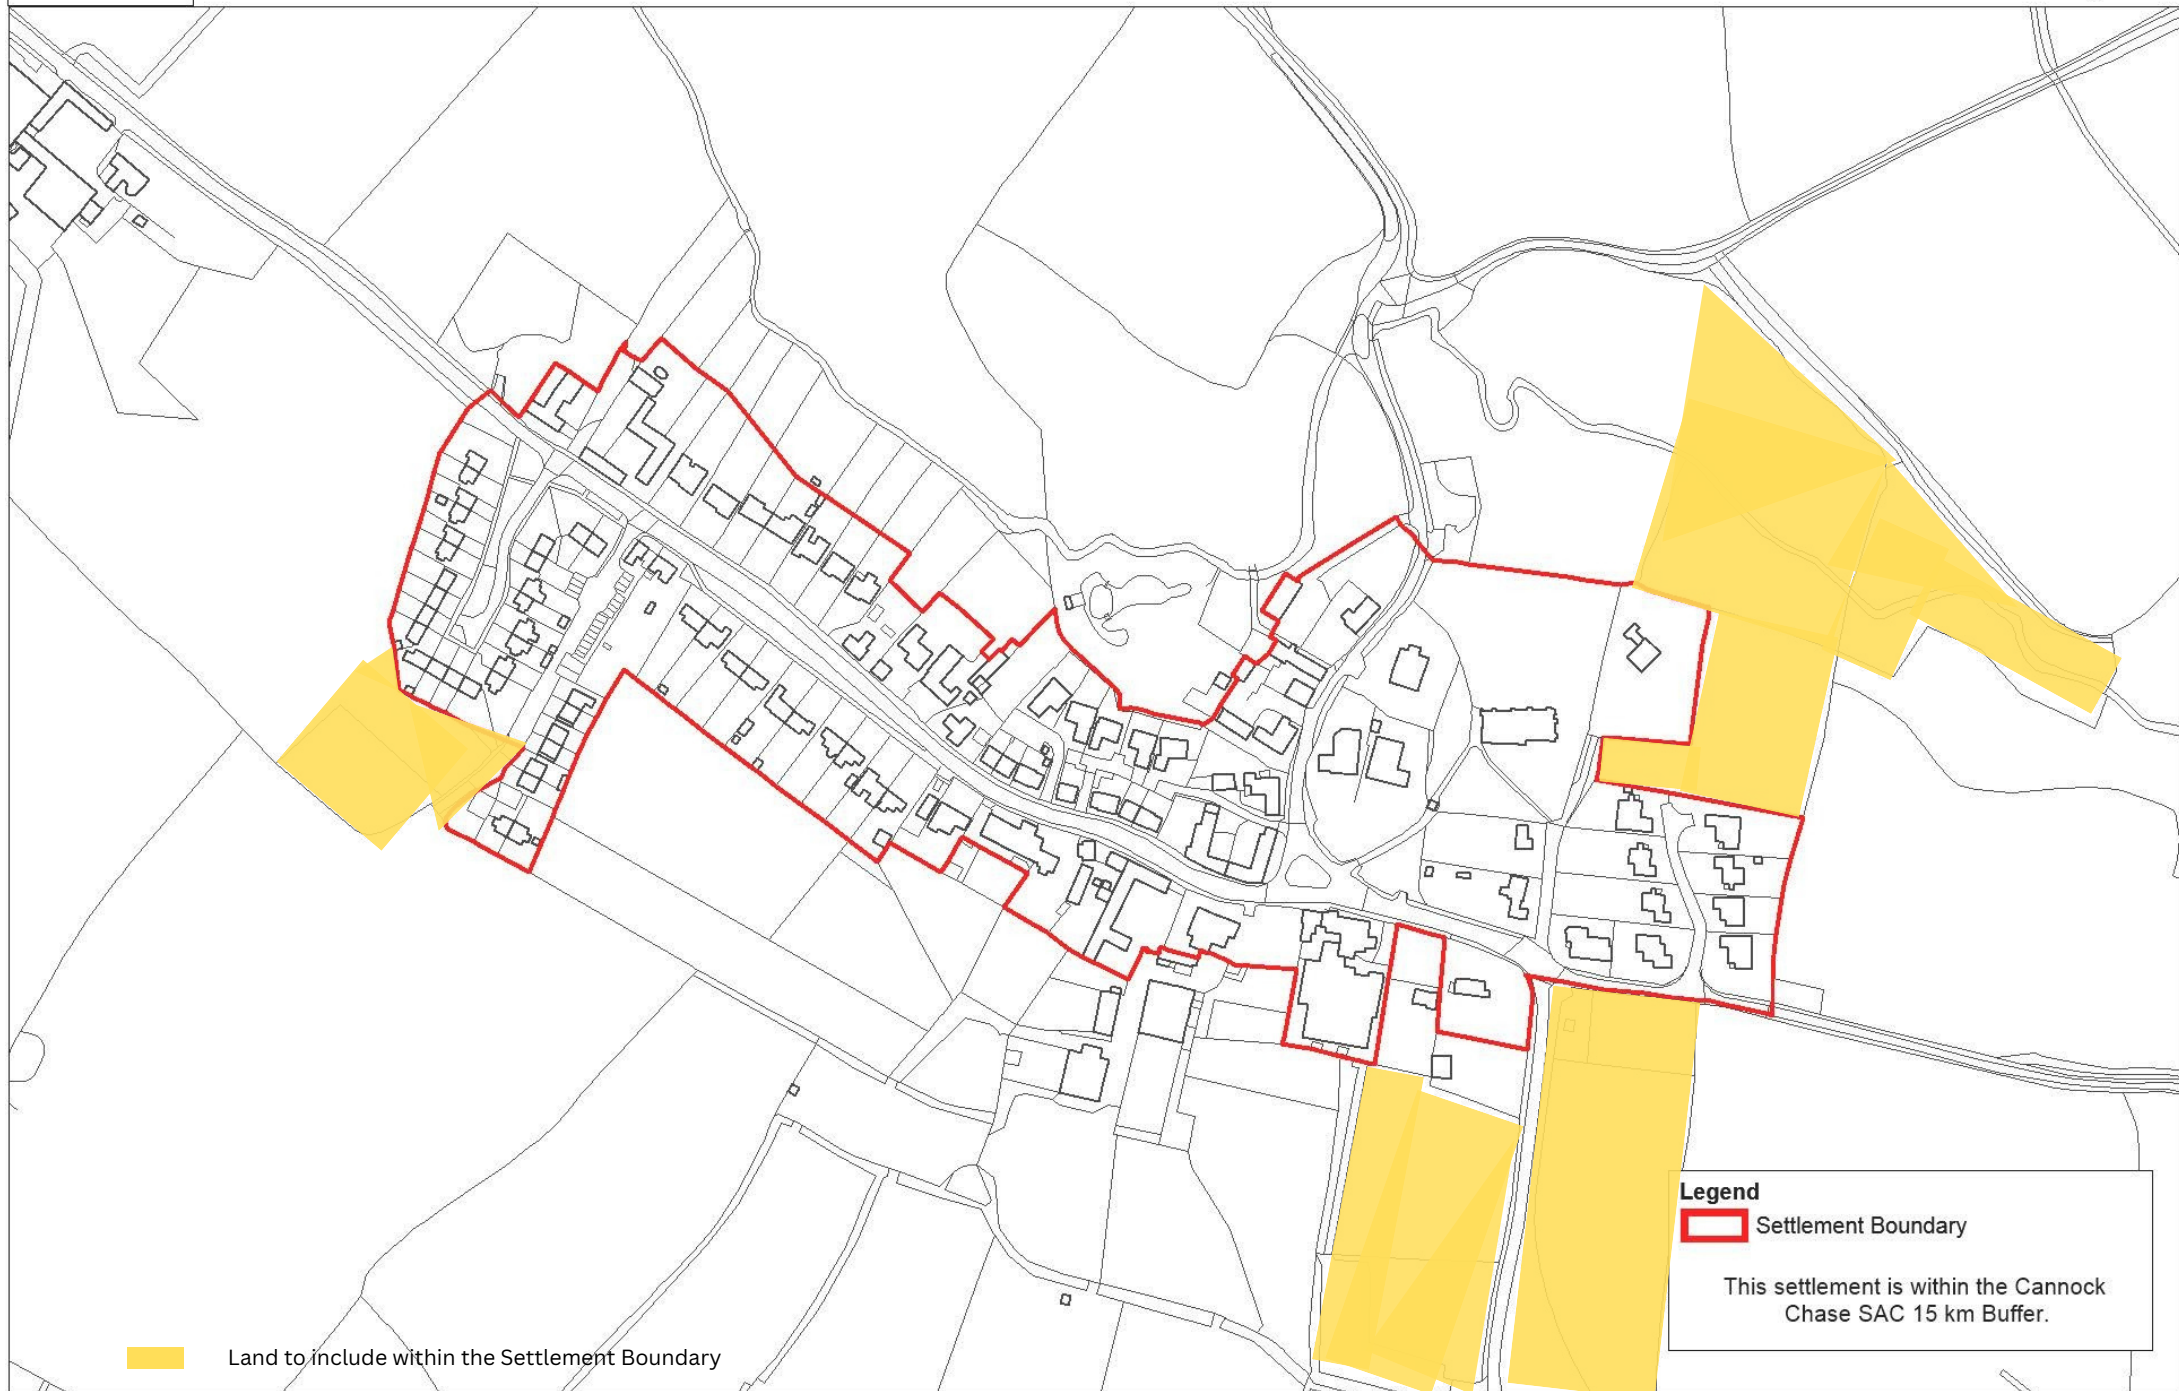 Legend
Settlement Boundary
This settlement is within the Cannock
Chase SAC 15 km Buffer.
Land to include within the Settlement Boundary